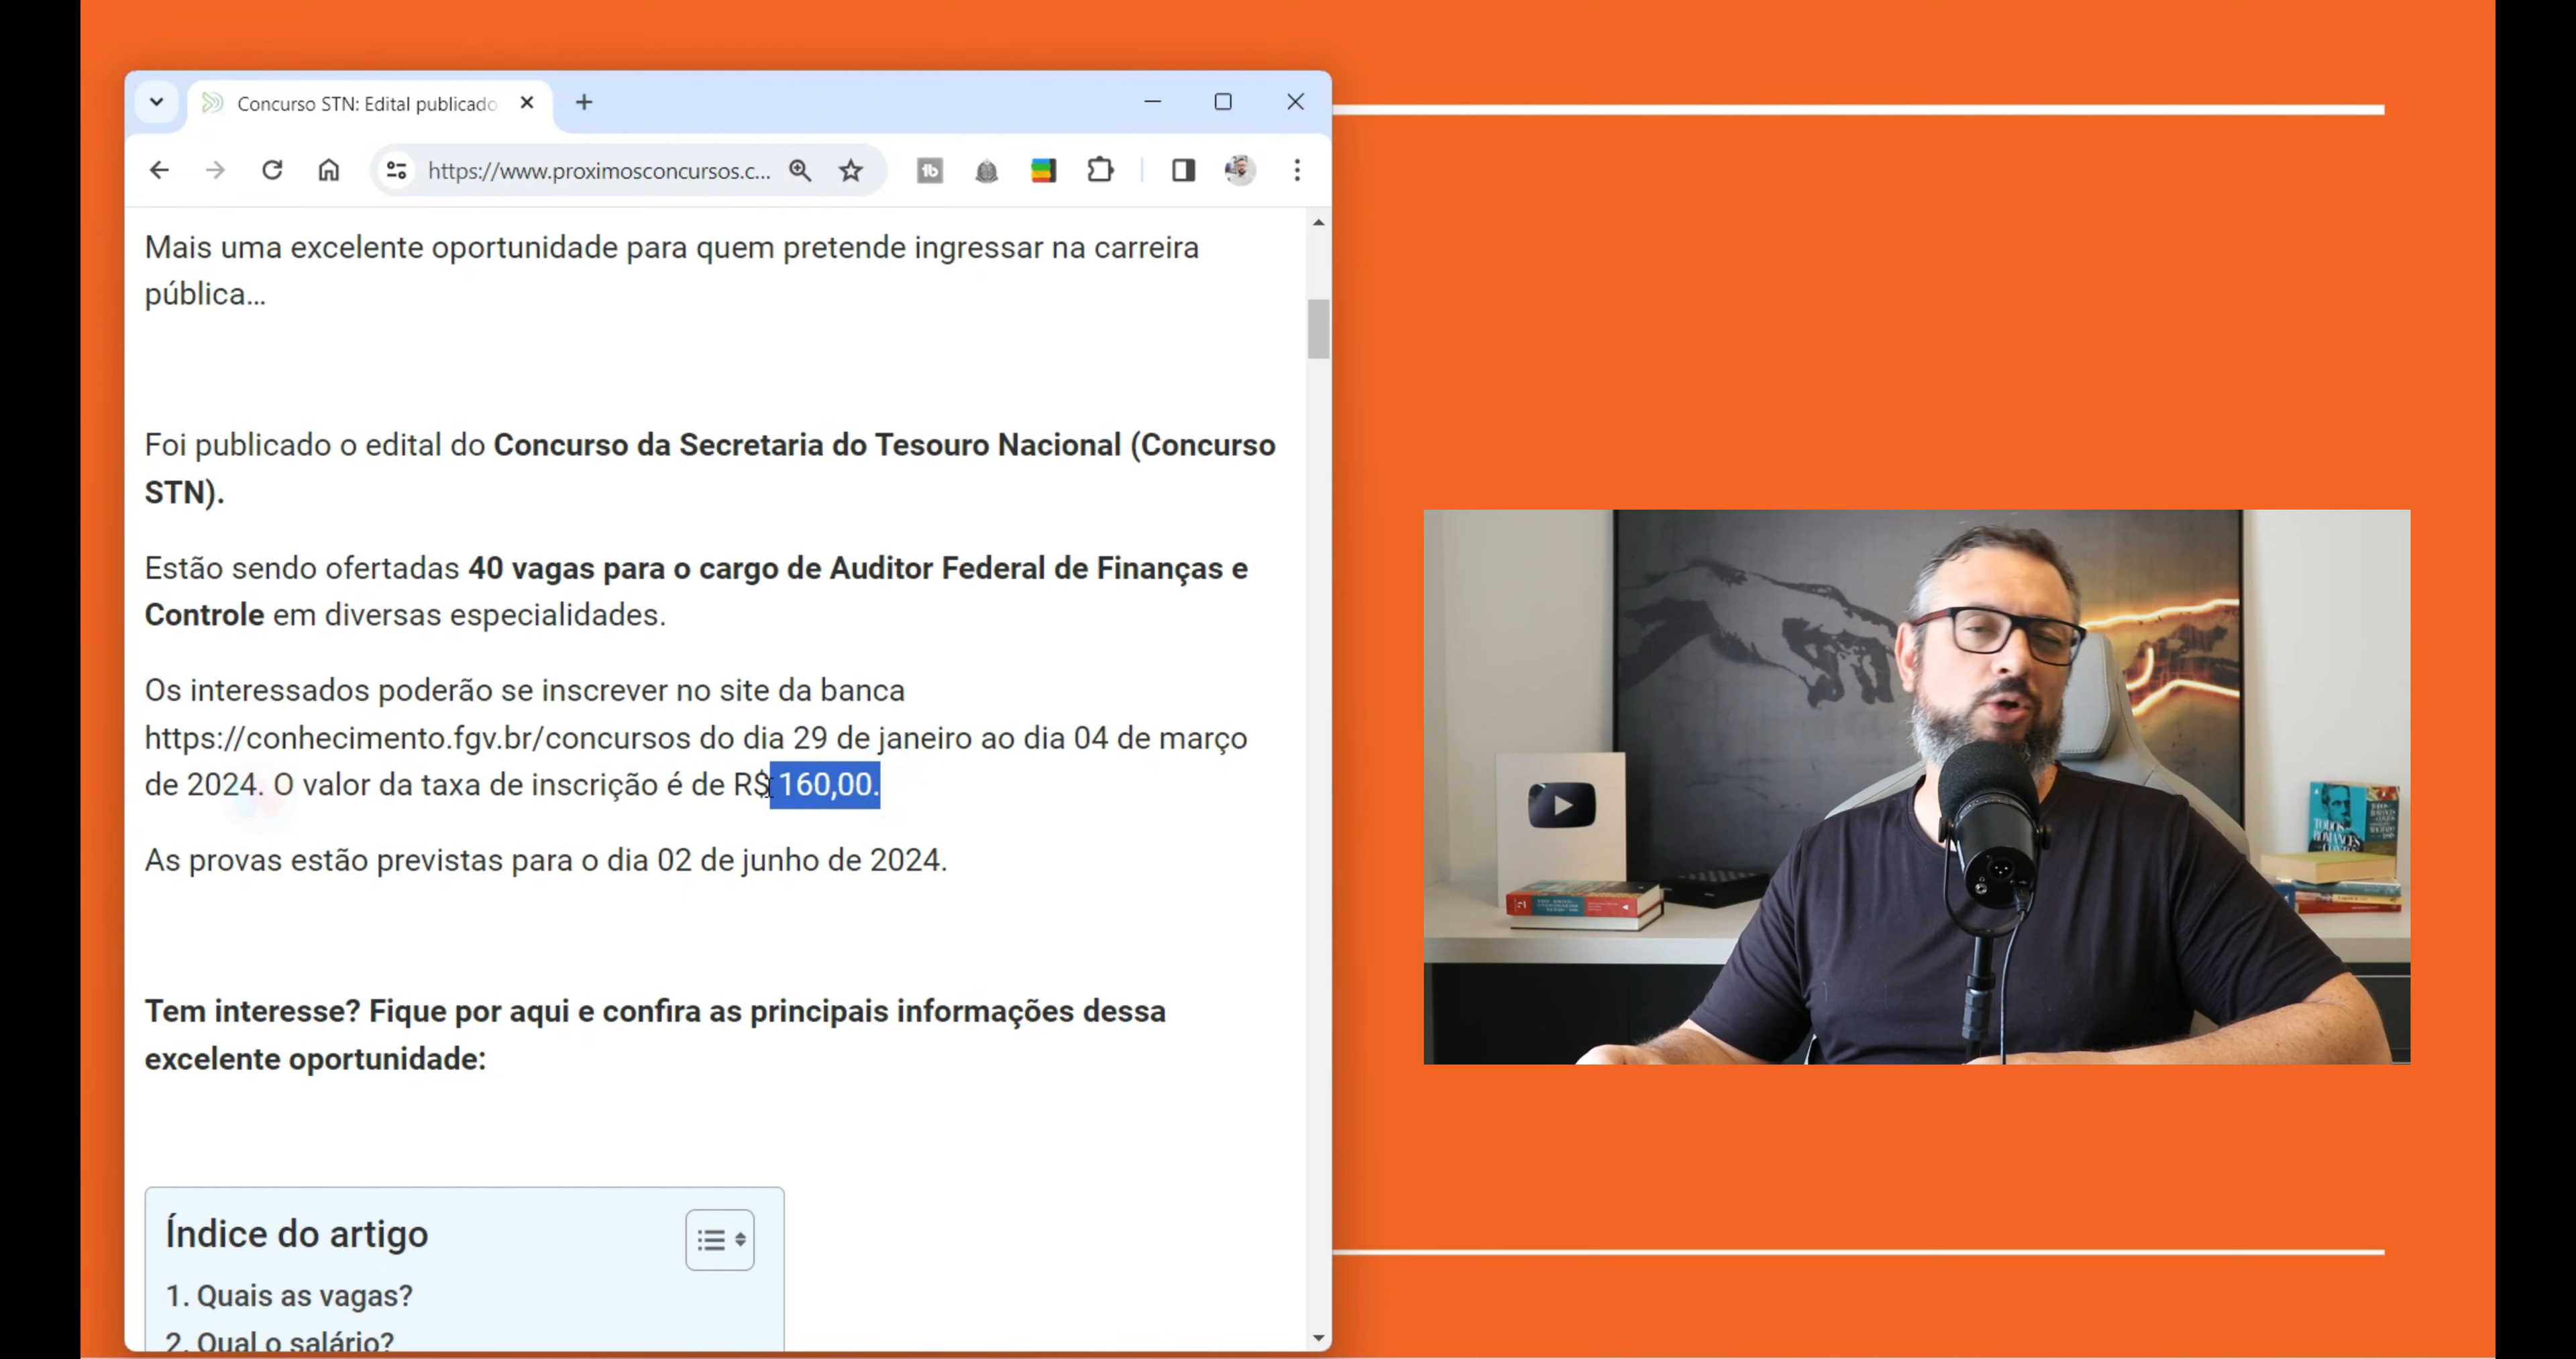 Concurso STN: Edital publicado
https://www.proximosconcursos.c...
Mais uma excelente oportunidade para quem pretende ingressar na carreira
pública...
Foi publicado o edital do Concurso da Secretaria do Tesouro Nacional (Concurso
STN).
Estão sendo ofertadas 40 vagas para o cargo de Auditor Federal de Finanças e
Controle em diversas especialidades.
Os interessados poderão se inscrever no site da banca
https://conhecimento.fgv.br/concursos do dia 29 de janeiro ao dia 04 de março
de 2024. O valor da taxa de inscrição é de R$ 160,00.
As provas estão previstas para o dia 02 de junho de 2024.
Tem interesse? Fique por aqui e confira as principais informações dessa
excelente oportunidade:
Índice do artigo
1. Quais as vagas?
2. Qual o salário?